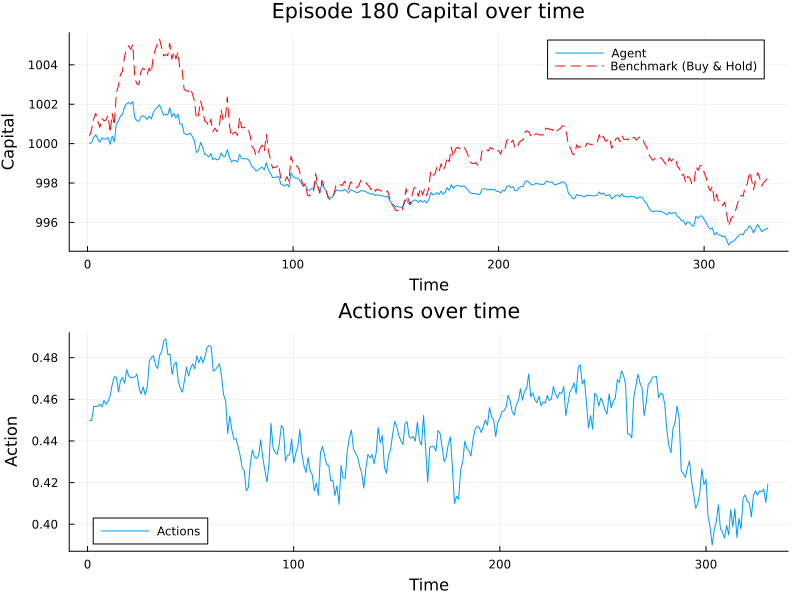 Episode 180 Capital over time
Capital
1004
1002
1000
998
996
Agent
Benchmark (Buy & Hold)
0
100
200
300
Time
Actions over time
Action
0.48
0.46
0.44
0.42
0.40
Actions
0
100
200
300
Time